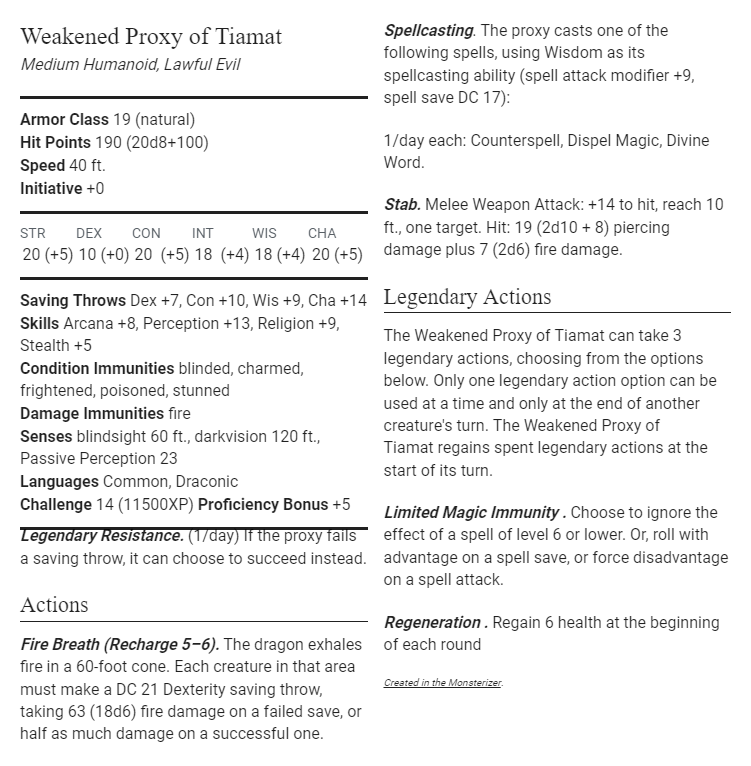 Weakened Proxy of Tiamat
Medium Humanoid, Lawful Evil
Armor Class 19 (natural)
Hit Points 190 (20d8+100)
Speed 40 ft.
Initiative +0
STR DEX CON INT WIS CHA
20 (+5) 10 (+0) 20 (+5) 18 (+4) 18 (+4) 20 (+5)
Saving Throws Dex +7, Con +10, Wis +9, Cha +14
Skills Arcana +8, Perception +13, Religion +9,
Stealth +5
Condition Immunities blinded, charmed,
frightened, poisoned, stunned
Damage Immunities fire
Senses blindsight 60 ft., darkvision 120 ft.,
Passive Perception 23
Languages Common, Draconic
Challenge 14 (11500XP) Proficiency Bonus +5
Legendary Resistance. (1/day) If the proxy fails
a saving throw, it can choose to succeed instead.
Actions
Fire Breath (Recharge 5–6). The dragon exhales
fire in a 60-foot cone. Each creature in that area
must make a DC 21 Dexterity saving throw,
taking 63 (18d6) fire damage on a failed save, or
half as much damage on a successful one.
Spellcasting. The proxy casts one of the
following spells, using Wisdom as its
spellcasting ability (spell attack modifier +9,
spell save DC 17):
1/day each: Counterspell, Dispel Magic, Divine
Word.
Stab. Melee Weapon Attack: +14 to hit, reach 10
ft., one target. Hit: 19 (2d10 + 8) piercing
damage plus 7 (2d6) fire damage.
Legendary Actions
The Weakened Proxy of Tiamat can take 3
legendary actions, choosing from the options
below. Only one legendary action option can be
used at a time and only at the end of another
creature's turn. The Weakened Proxy of
Tiamat regains spent legendary actions at the
start of its turn.
Limited Magic Immunity . Choose to ignore the
effect of a spell of level 6 or lower. Or, roll with
advantage on a spell save, or force disadvantage
on a spell attack.
Regeneration . Regain 6 health at the beginning
of each round
Created in the Monsterizer.